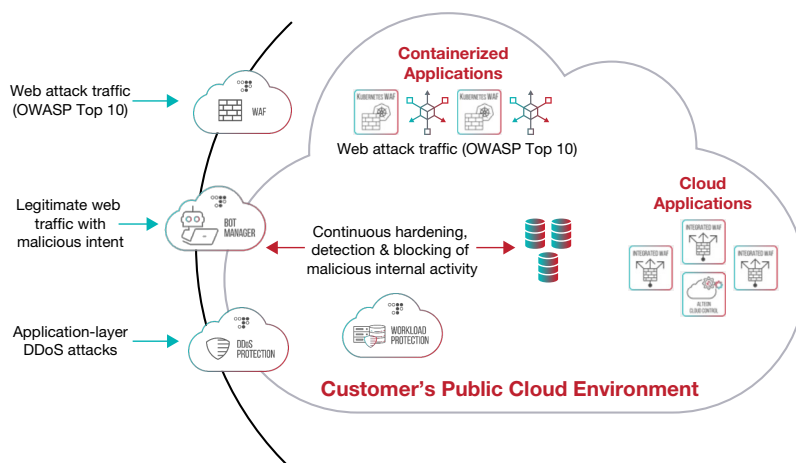 Web attack traffic
(OWASP Top 10)
WAF
Containerized
Applications
KUBERNETES WAF
KUBERNETES WAF
Web attack traffic (OWASP Top 10)
Legitimate web
traffic with
malicious intent
BOT
MANAGER
Continuous hardening,
detection & blocking of
malicious internal activity
Cloud
Applications
INTEGRATED WAF
INTEGRATED WAF
INTEGRATED WAF
ALTEON
CLOUD CONTROL
Application-layer
DDoS attacks
DDoS
PROTECTION
WORKLOAD
PROTECTION
Customer's Public Cloud Environment